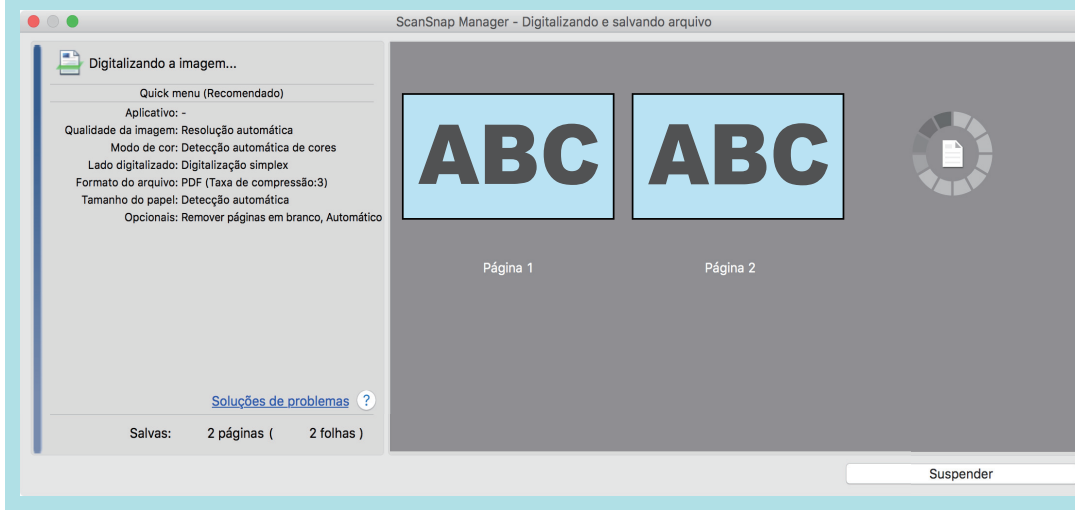 ScanSnap Manager - Digitalizando e salvando arquivo
Digitalizando a imagem...
Quick menu (Recomendado)
Aplicativo: -
Qualidade da imagem: Resolução automática
Modo de cor: Detecção automática de cores
Lado digitalizado: Digitalização simplex
Formato do arquivo: PDF (Taxa de compressão:3)
Tamanho do papel: Detecção automática
Opcionais: Remover páginas em branco, Automático
Soluções de problemas ?
Salvas: 2 páginas ( 2 folhas )
ABC ABC
Página 1 Página 2
Suspender